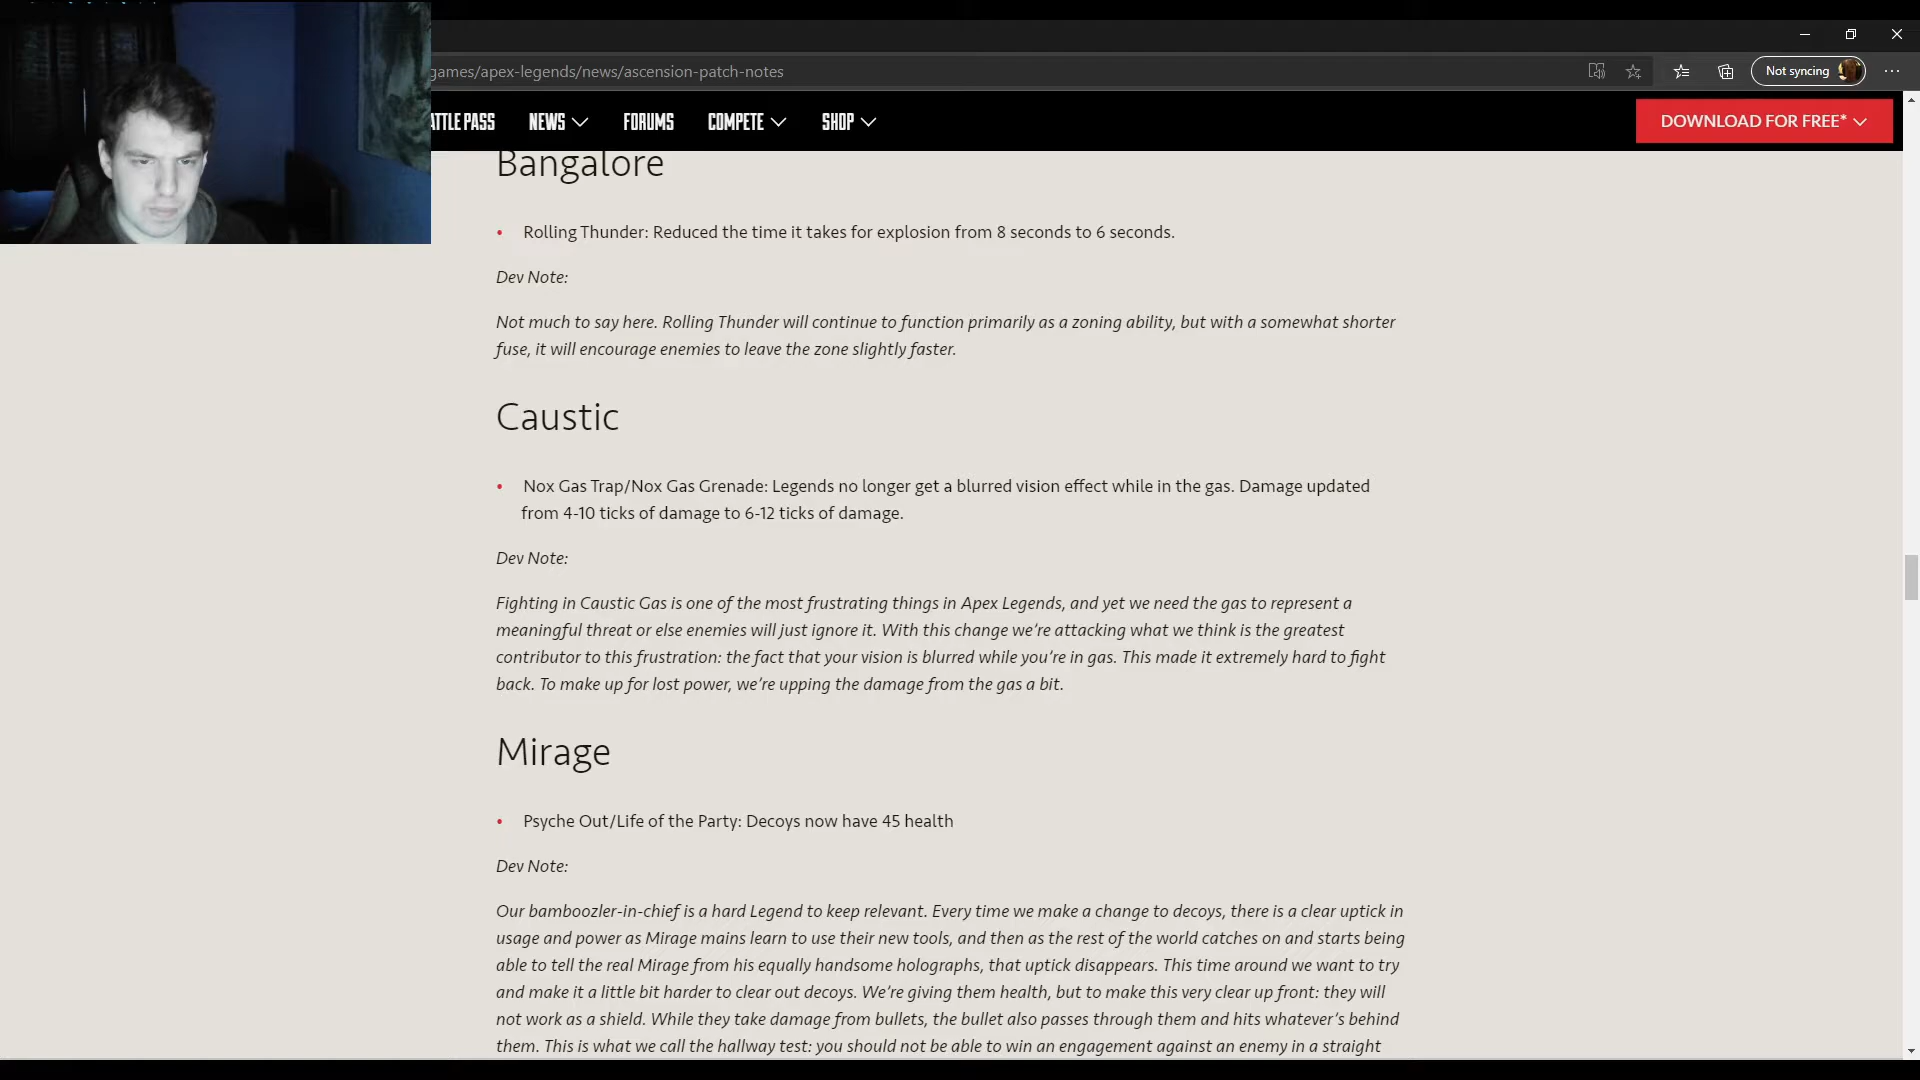 games/apex-legends/news/ascension-patch-notes
Not syncing
ATTLE PASS NEWS FORUMS COMPETE SHOP
DOWNLOAD FOR FREE*
Bangalore
• Rolling Thunder: Reduced the time it takes for explosion from 8 seconds to 6 seconds.
Dev Note:
Not much to say here. Rolling Thunder will continue to function primarily as a zoning ability, but with a somewhat shorter
fuse, it will encourage enemies to leave the zone slightly faster.
Caustic
• Nox Gas Trap/Nox Gas Grenade: Legends no longer get a blurred vision effect while in the gas. Damage updated
from 4-10 ticks of damage to 6-12 ticks of damage.
Dev Note:
Fighting in Caustic Gas is one of the most frustrating things in Apex Legends, and yet we need the gas to represent a
meaningful threat or else enemies will just ignore it. With this change we’re attacking what we think is the greatest
contributor to this frustration: the fact that your vision is blurred while you’re in gas. This made it extremely hard to fight
back. To make up for lost power, we’re upping the damage from the gas a bit.
Mirage
• Psyche Out/Life of the Party: Decoys now have 45 health
Dev Note:
Our bamboozler-in-chief is a hard Legend to keep relevant. Every time we make a change to decoys, there is a clear uptick in
usage and power as Mirage mains learn to use their new tools, and then as the rest of the world catches on and starts being
able to tell the real Mirage from his equally handsome holographs, that uptick disappears. This time around we want to try
and make it a little bit harder to clear out decoys. We’re giving them health, but to make this very clear up front: they will
not work as a shield. While they take damage from bullets, the bullet also passes through them and hits whatever’s behind
them. This is what we call the hallway test: you should not be able to win an engagement against an enemy in a straight